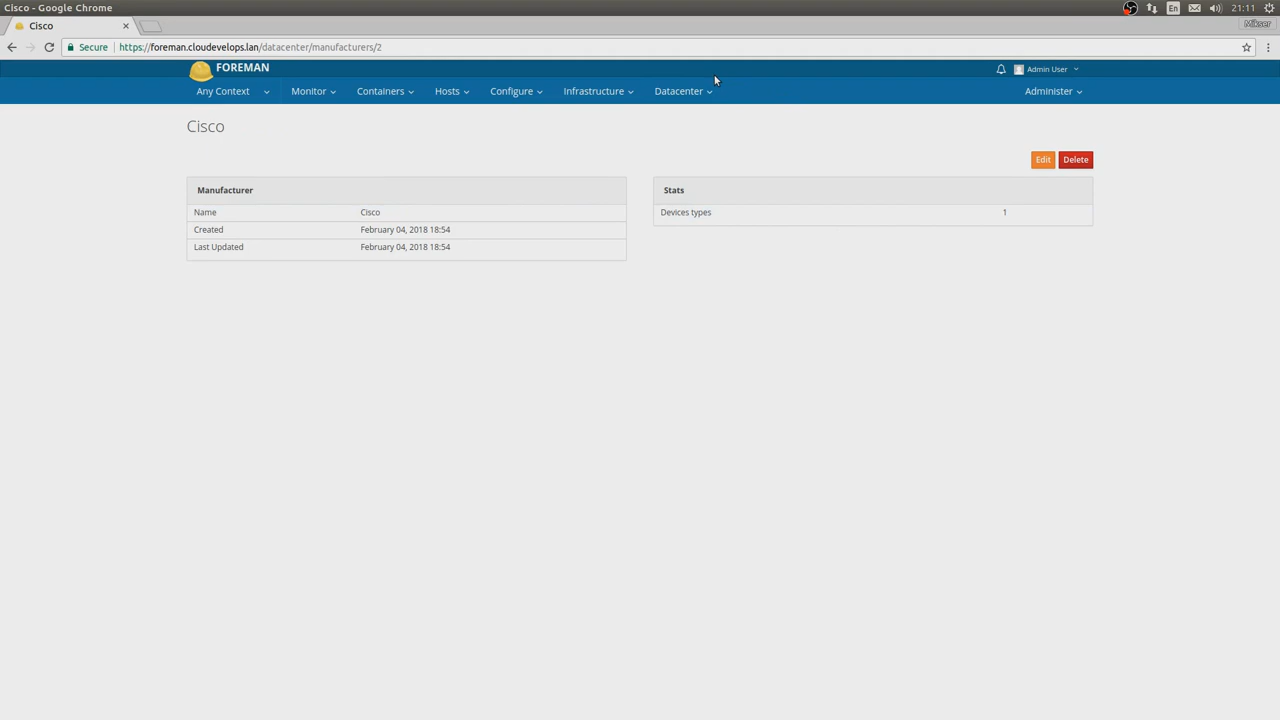 Cisco - Google Chrome
En
21:11
Cisco
Mikser
Secure
https://foreman.cloudevelops.lan/datacenter/manufacturers/2
FOREMAN
Admin User
Any Context
Monitor
Containers
Hosts
Configure
Infrastructure
Datacenter
Administer
Cisco
Edit
Delete
Manufacturer
Name Cisco
Created February 04, 2018 18:54
Last Updated February 04, 2018 18:54
Stats
Devices types 1